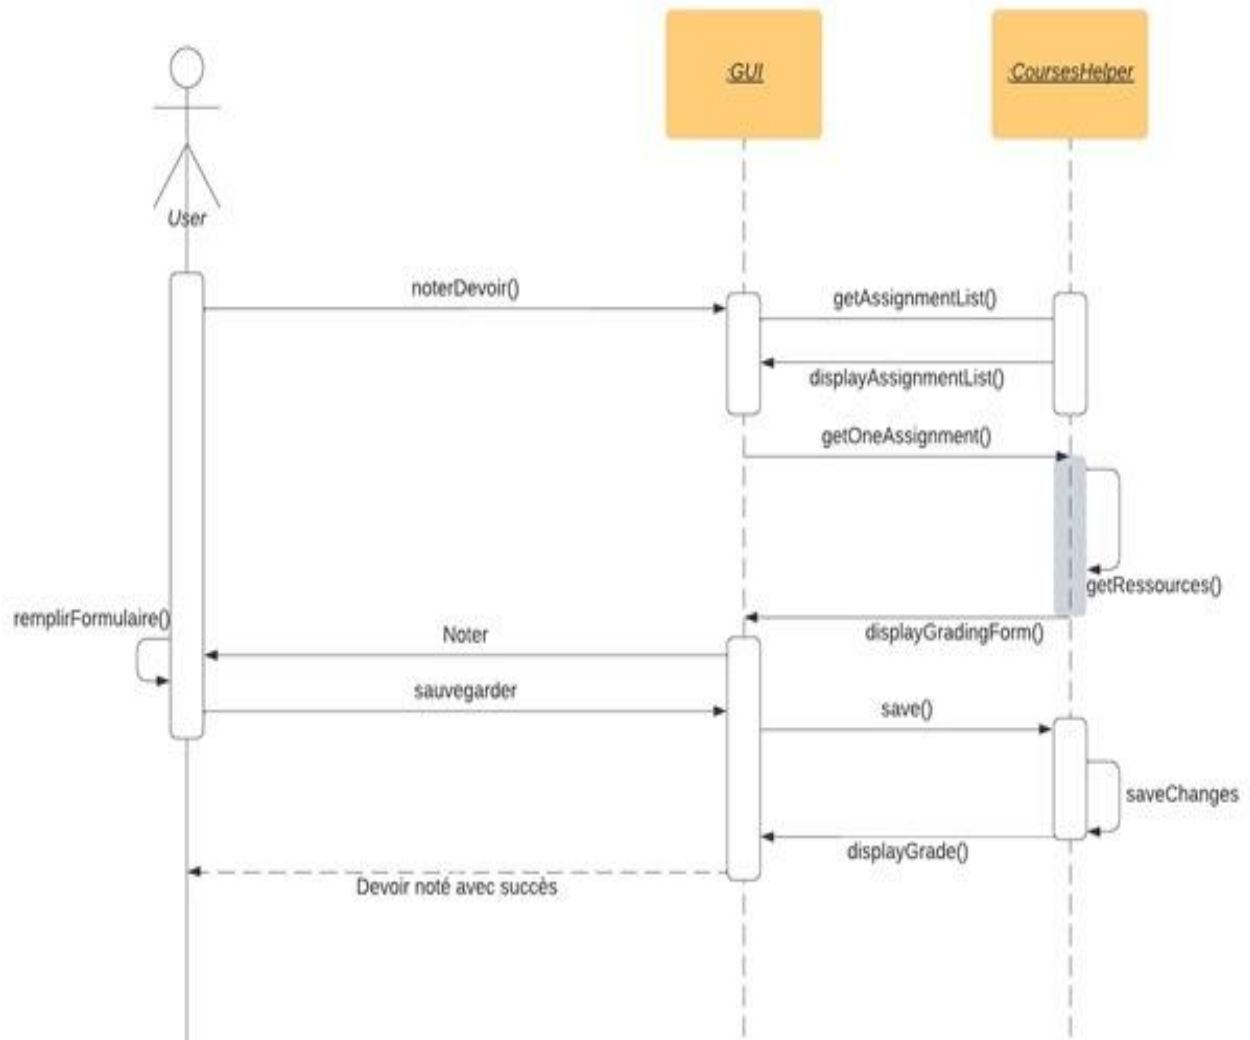 :GUI
:CoursesHelper
User
noterDevoir()
getAssignmentList()
displayAssignmentList()
getOneAssignment()
getRessources()
remplirFormulaire()
displayGradingForm()
Noter
sauvegarder
save()
saveChanges
displayGrade()
Devoir noté avec succès